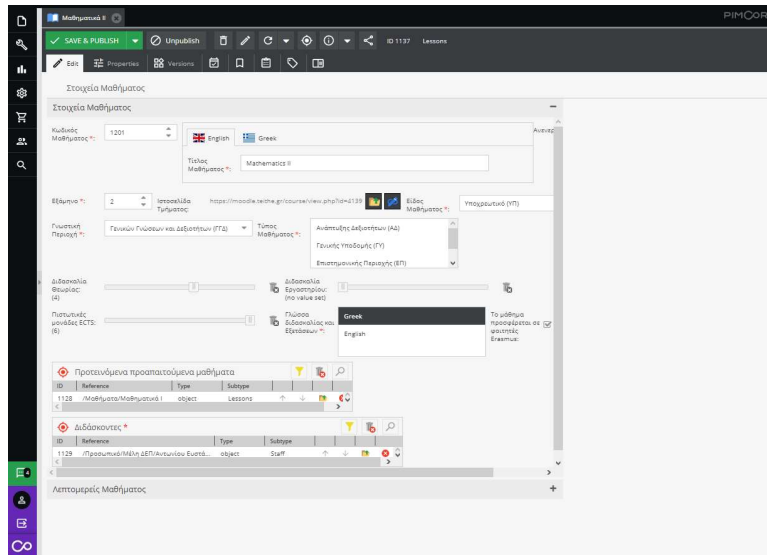 Μαθηματικά ΙΙ
PIMCOR
SAVE & PUBLISH
Unpublish
ID 1137 Lessons
Edit Properties Versions
Στοιχεία Μαθήματος
Στοιχεία Μαθήματος
Κωδικός Μαθήματος *:
1201
English Greek
Τίτλος Μαθήματος *:
Mathematics II
Εξάμηνο *:
2
Ιστοσελίδα Τμήματος:
https://moodle.teithe.gr/course/view.php?id=4139
Είδος Μαθήματος *:
Υποχρεωτικό (ΥΠ)
Γνωστική Περιοχή *:
Γενικών Γνώσεων και Δεξιοτήτων (ΓΓΔ)
Τύπος Μαθήματος *:
Ανάπτυξης Δεξιοτήτων (ΑΔ)
Γενικής Υποδομής (ΓΥ)
Επιστημονικής Περιοχής (ΕΠ)
Διδασκαλία Θεωρίας: (4)
Διδασκαλία Εργαστηρίου: (no value set)
Πιστωτικές μονάδες ECTS: (6)
Γλώσσα διδασκαλίας και Εξετάσεων *:
Greek
English
Το μάθημα προσφέρεται σε φοιτητές Erasmus:
Προτεινόμενα προαπαιτούμενα μαθήματα
ID Reference Type Subtype
1128 /Μαθήματα/Μαθηματικά Ι object Lessons
Διδάσκοντες *
ID Reference Type Subtype
1129 /Προσωπικό/Μέλη ΔΕΠ/Αντωνίου Ευστά... object Staff
Λεπτομερείς Μαθήματος
4